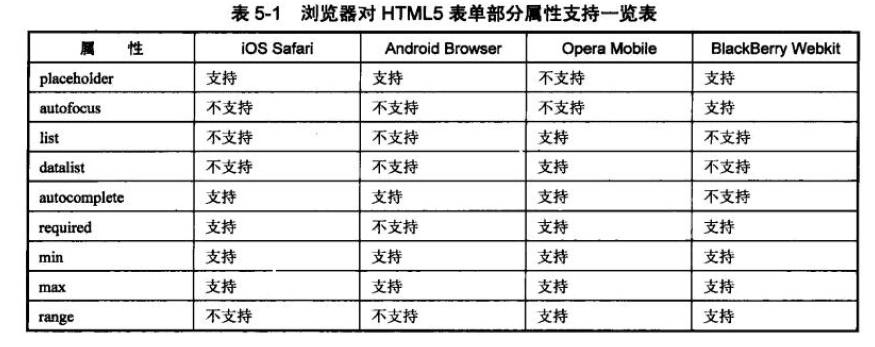 表 5-1 浏览器对 HTML5 表单部分属性支持一览表
属 性 iOS Safari Android Browser Opera Mobile BlackBerry Webkit
placeholder 支持 支持 不支持 支持
autofocus 不支持 不支持 不支持 支持
list 不支持 不支持 支持 不支持
datalist 不支持 不支持 支持 不支持
autocomplete 支持 支持 支持 不支持
required 支持 不支持 支持 支持
min 支持 支持 支持 支持
max 支持 支持 支持 支持
range 不支持 不支持 支持 支持